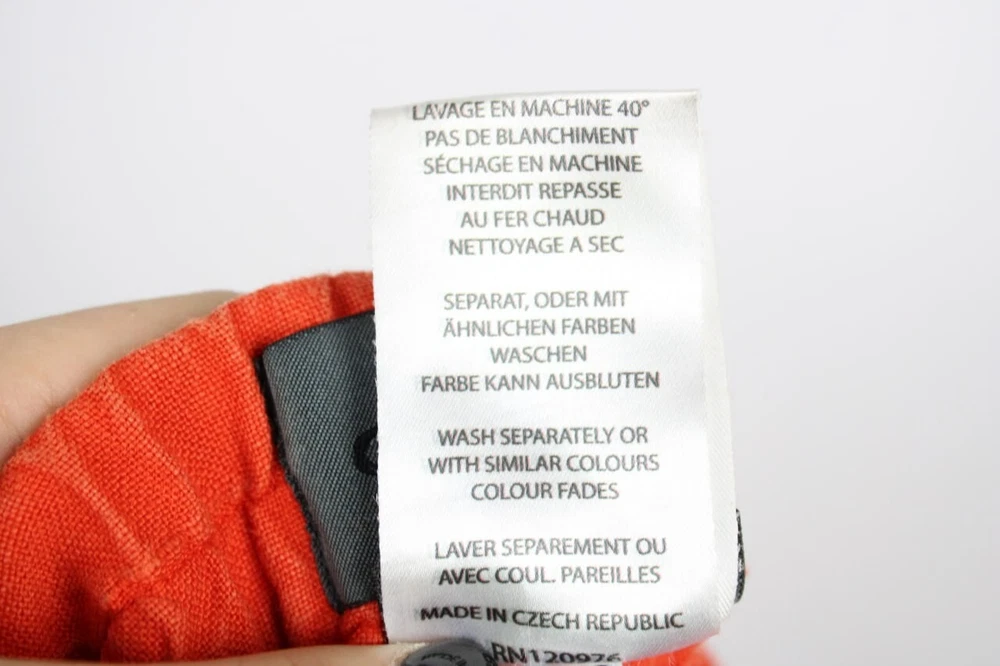 LAVAGE EN MACHINE 40°
PAS DE BLANCHIMENT
SÉCHAGE EN MACHINE
INTERDIT REPASSE
AU FER CHAUD
NETTOYAGE A SEC
SEPARAT, ODER MIT
ÄHNLICHEN FARBEN
WASCHEN
FARBE KANN AUSBLUTEN
WASH SEPARATELY OR
WITH SIMILAR COLOURS
COLOUR FADES
LAVER SEPAREMENT OU
AVEC COUL. PAREILLES
MADE IN CZECH REPUBLIC
RN120976